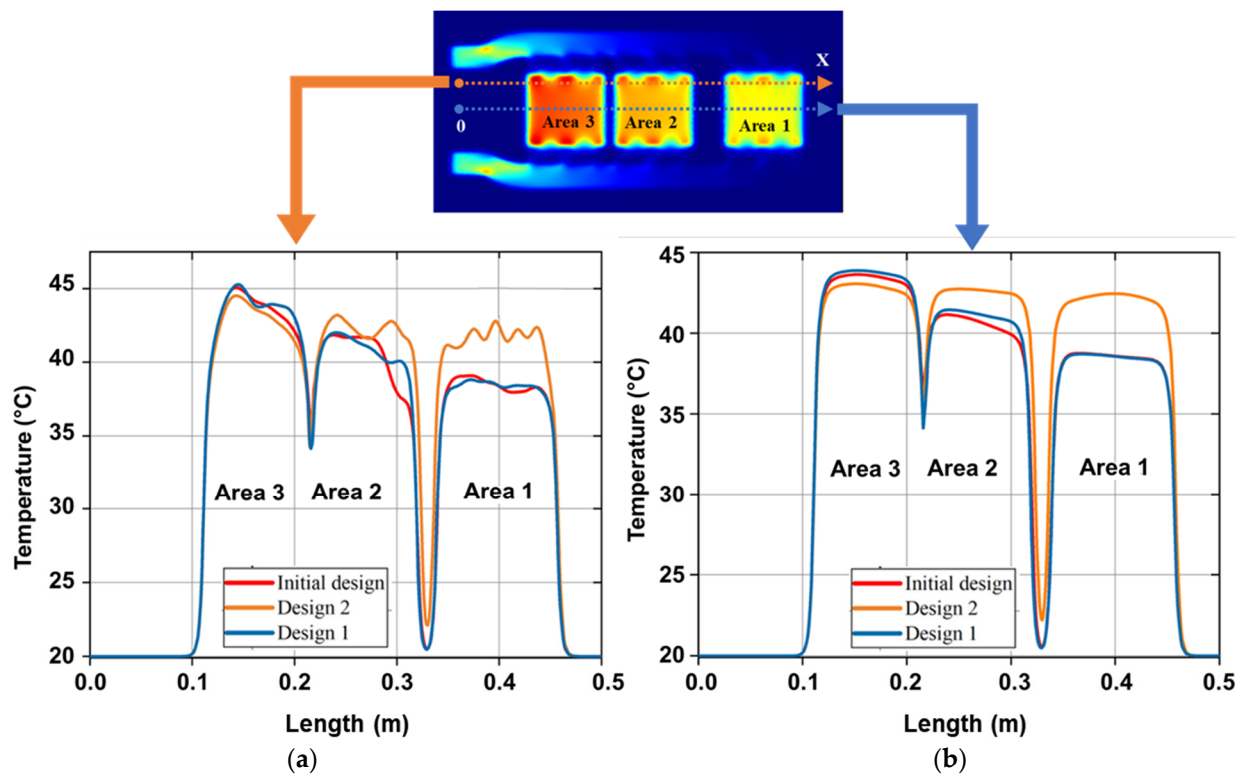 X
0
Area 3
Area 2
Area 1
45
40
35
30
25
20
Temperature (°C)
Area 3
Area 2
Area 1
Initial design
Design 2
Design 1
0.0
0.1
0.2
0.3
0.4
0.5
Length (m)
(a)
45
40
35
30
25
20
Temperature (°C)
Area 3
Area 2
Area 1
Initial design
Design 2
Design 1
0.0
0.1
0.2
0.3
0.4
0.5
Length (m)
(b)